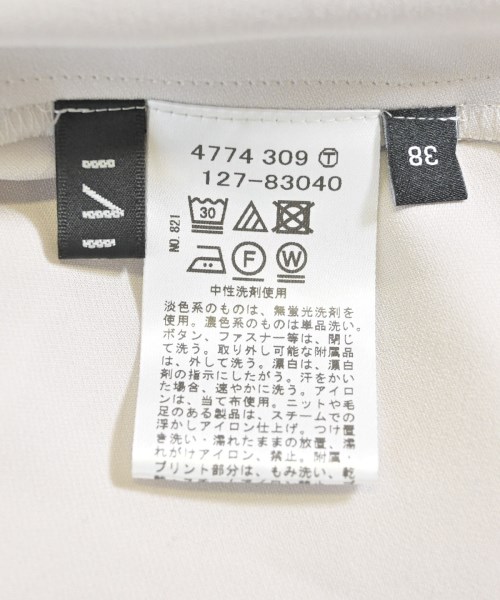 4774 309 Ⓣ
127-83040
38
NO.821
30
F
W
中性洗剤使用
淡色系のものは、無蛍光洗剤を
使用。濃色系のものは単品洗い。
ボタン、ファスナー等は、閉じ
て洗う。取り外し可能な附属品
は、外して洗う。漂白は、漂白
剤の指示にしたがう。汗をかい
た場合、速やかに洗う。アイロ
ンは、当て布使用。ニットや毛
足のある製品は、スチームでの
浮かしアイロン仕上げ。つけ置
き洗い・濡れたままの放置、濡
れがけアイロン、禁止。附属・
プリント部分は、もみ洗い、乾